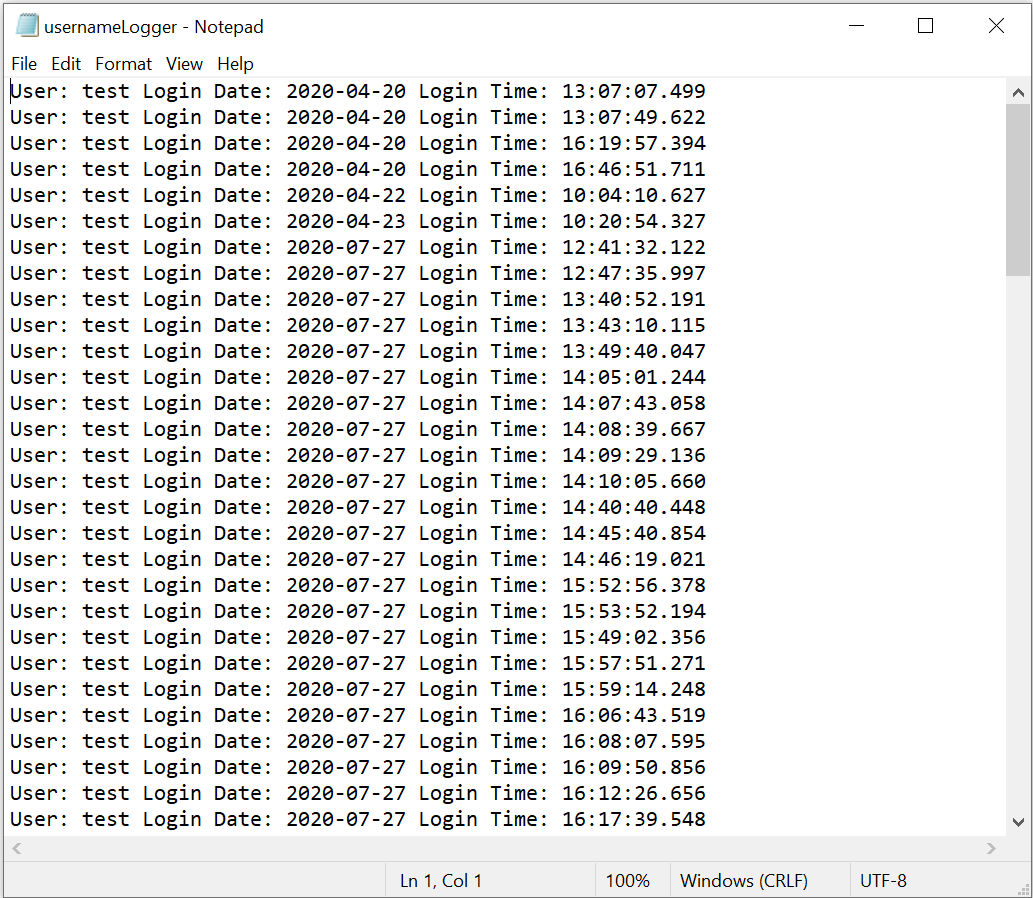 usernameLogger - Notepad
File Edit Format View Help
User: test Login Date: 2020-04-20 Login Time: 13:07:07.499
User: test Login Date: 2020-04-20 Login Time: 13:07:49.622
User: test Login Date: 2020-04-20 Login Time: 16:19:57.394
User: test Login Date: 2020-04-20 Login Time: 16:46:51.711
User: test Login Date: 2020-04-22 Login Time: 10:04:10.627
User: test Login Date: 2020-04-23 Login Time: 10:20:54.327
User: test Login Date: 2020-07-27 Login Time: 12:41:32.122
User: test Login Date: 2020-07-27 Login Time: 12:47:35.997
User: test Login Date: 2020-07-27 Login Time: 13:40:52.191
User: test Login Date: 2020-07-27 Login Time: 13:43:10.115
User: test Login Date: 2020-07-27 Login Time: 13:49:40.047
User: test Login Date: 2020-07-27 Login Time: 14:05:01.244
User: test Login Date: 2020-07-27 Login Time: 14:07:43.058
User: test Login Date: 2020-07-27 Login Time: 14:08:39.667
User: test Login Date: 2020-07-27 Login Time: 14:09:29.136
User: test Login Date: 2020-07-27 Login Time: 14:10:05.660
User: test Login Date: 2020-07-27 Login Time: 14:40:40.448
User: test Login Date: 2020-07-27 Login Time: 14:45:40.854
User: test Login Date: 2020-07-27 Login Time: 14:46:19.021
User: test Login Date: 2020-07-27 Login Time: 15:52:56.378
User: test Login Date: 2020-07-27 Login Time: 15:53:52.194
User: test Login Date: 2020-07-27 Login Time: 15:49:02.356
User: test Login Date: 2020-07-27 Login Time: 15:57:51.271
User: test Login Date: 2020-07-27 Login Time: 15:59:14.248
User: test Login Date: 2020-07-27 Login Time: 16:06:43.519
User: test Login Date: 2020-07-27 Login Time: 16:08:07.595
User: test Login Date: 2020-07-27 Login Time: 16:09:50.856
User: test Login Date: 2020-07-27 Login Time: 16:12:26.656
User: test Login Date: 2020-07-27 Login Time: 16:17:39.548
Ln 1, Col 1 100% Windows (CRLF) UTF-8